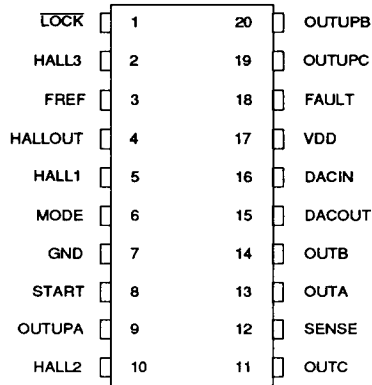 LOCK 1 20 OUTUPB
HALL3 2 19 OUTUPC
FREF 3 18 FAULT
HALLOUT 4 17 VDD
HALL1 5 16 DACIN
MODE 6 15 DACOUT
GND 7 14 OUTB
START 8 13 OUTA
OUTUPA 9 12 SENSE
HALL2 10 11 OUTC